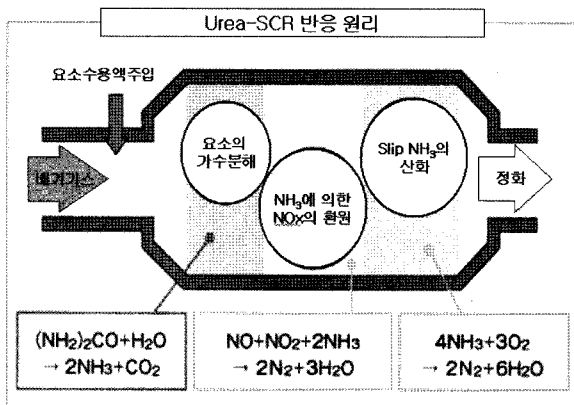 Urea-SCR 반응 원리
요소수용액주입
배기가스
요소의
가수분해
NH₃에 의한
NOx의 환원
Slip NH₃의
산화
정화
(NH₂)₂CO+H₂O
→ 2NH₃+CO₂
NO+NO₂+2NH₃
→ 2N₂+3H₂O
4NH₃+3O₂
→ 2N₂+6H₂O